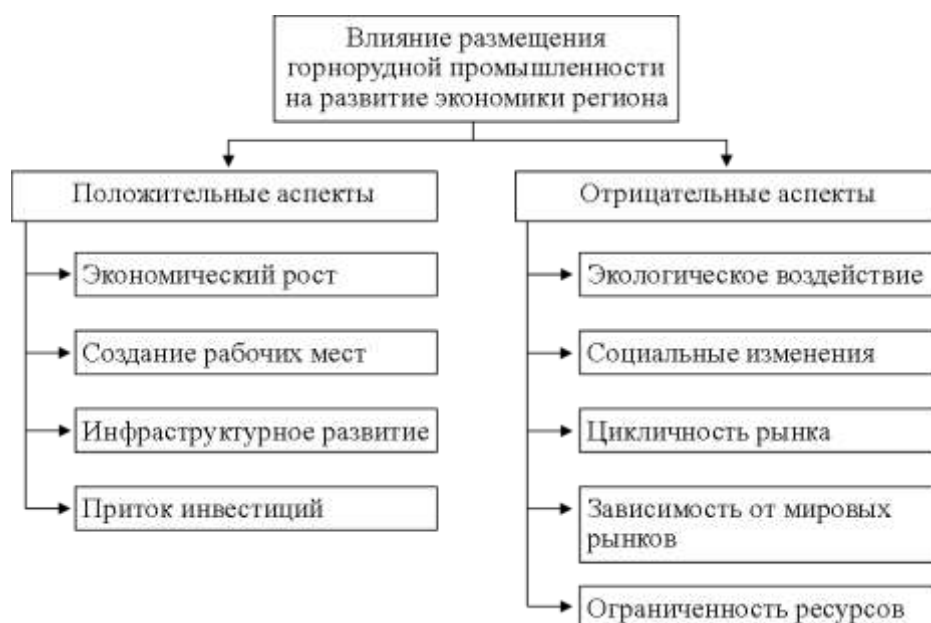 Влияние размещения
горнорудной промышленности
на развитие экономики региона
Положительные аспекты
Экономический рост
Создание рабочих мест
Инфраструктурное развитие
Приток инвестиций
Отрицательные аспекты
Экологическое воздействие
Социальные изменения
Цикличность рынка
Зависимость от мировых
рынков
Ограниченность ресурсов